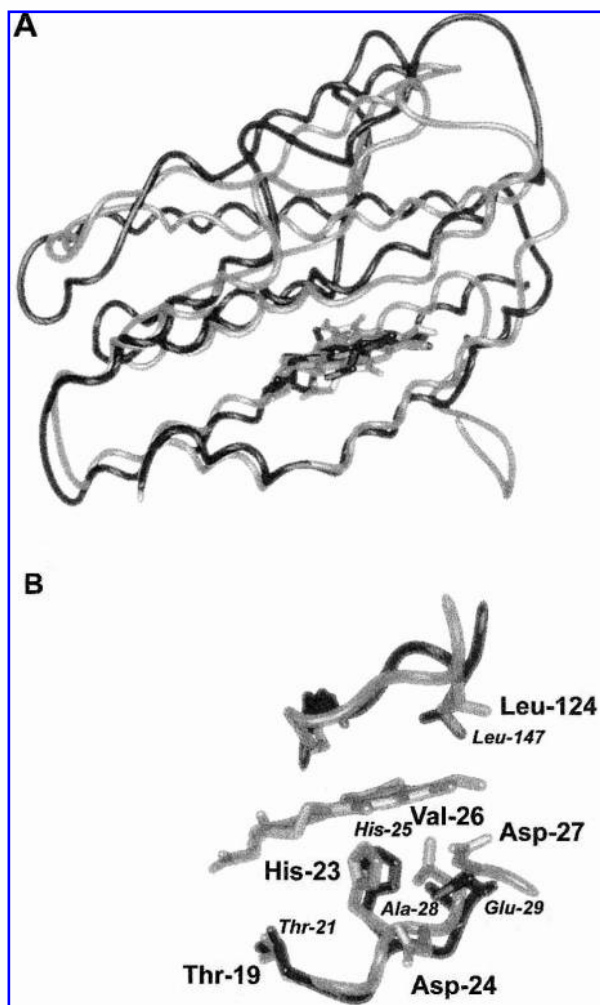 A
B
Leu-124
Leu-147
His-25
Val-26
Asp-27
His-23
Ala-28
Glu-29
Thr-21
Thr-19
Asp-24